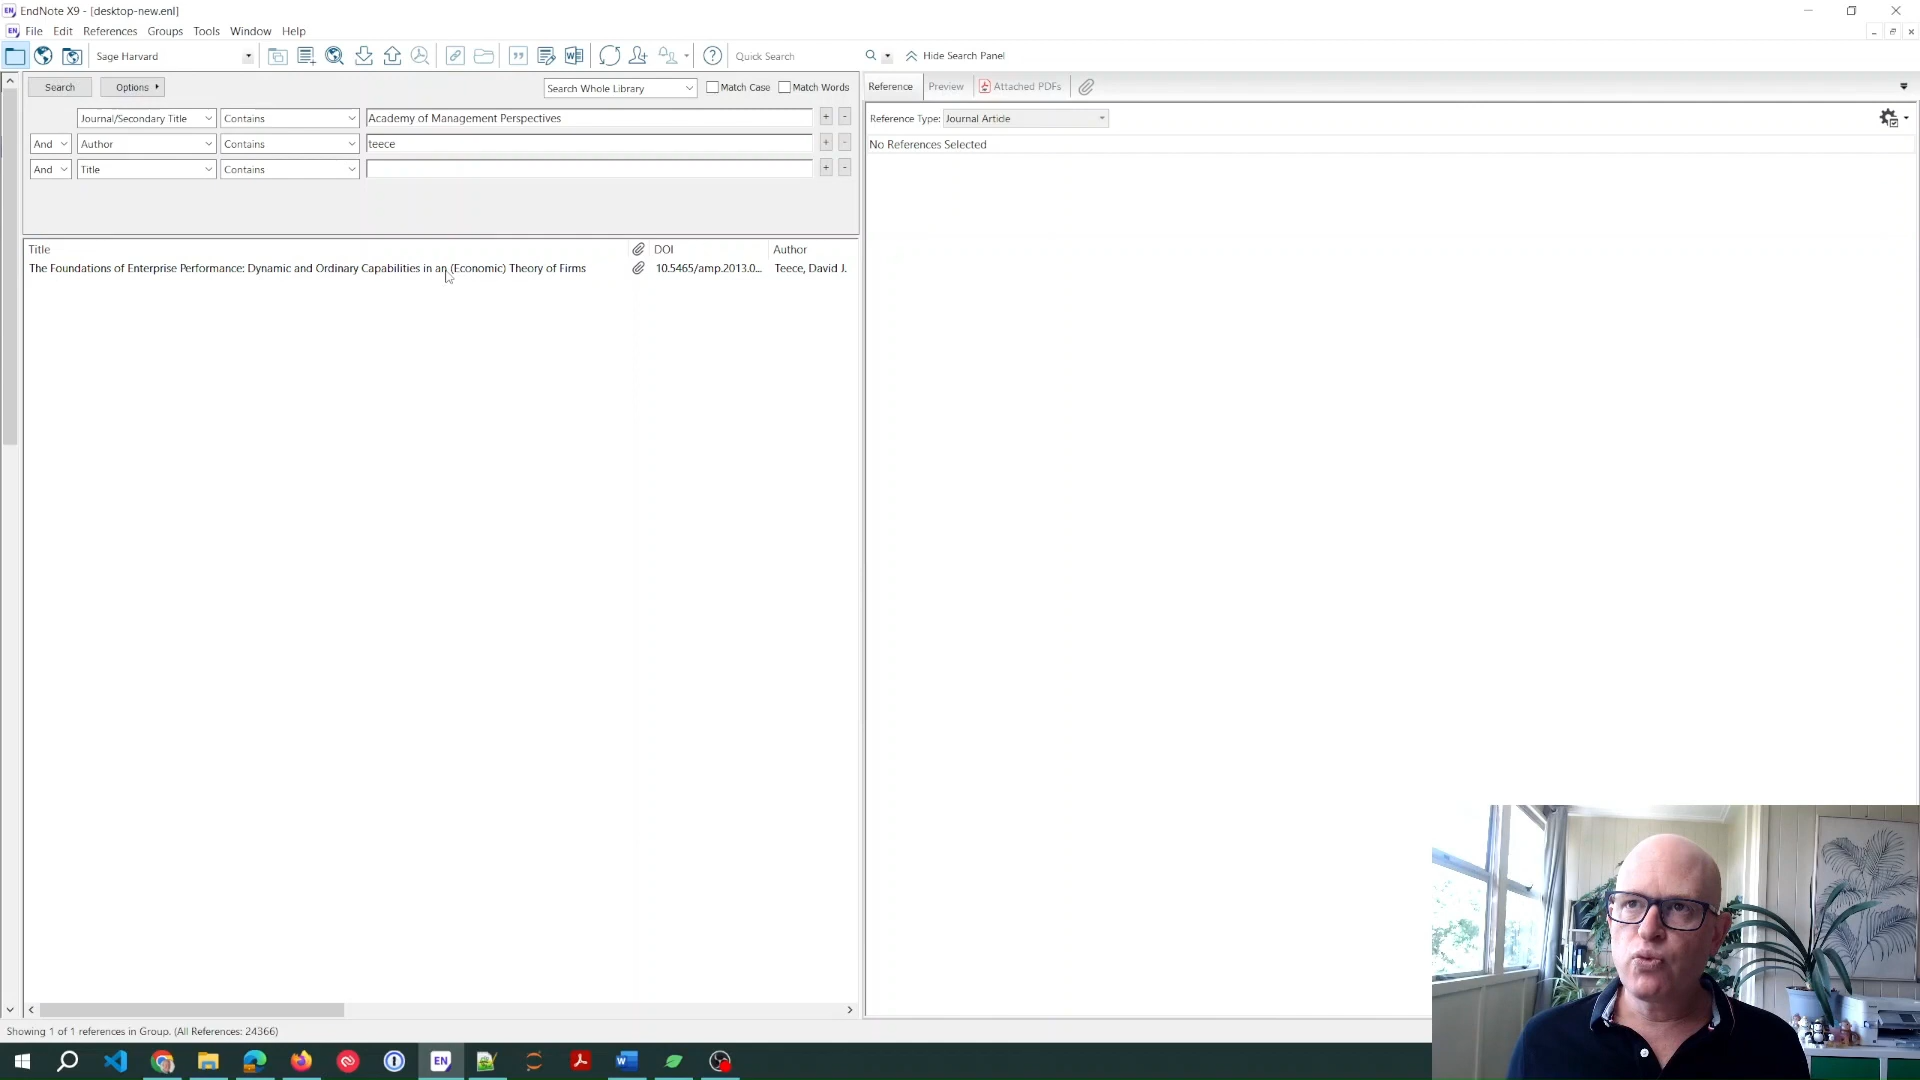 EN EndNote X9 - [desktop-new.enl]
EN File Edit References Groups Tools Window Help
Sage Harvard Quick Search Hide Search Panel
Search Options Search Whole Library Match Case Match Words
Journal/Secondary Title Contains Academy of Management Perspectives + -
And Author Contains teece + -
And Title Contains + -
Title DOI Author
The Foundations of Enterprise Performance: Dynamic and Ordinary Capabilities in an (Economic) Theory of Firms 10.5465/amp.2013.0... Teece, David J.
Reference Preview Attached PDFs
Reference Type: Journal Article
No References Selected
Showing 1 of 1 references in Group. (All References: 24366)
EN
W